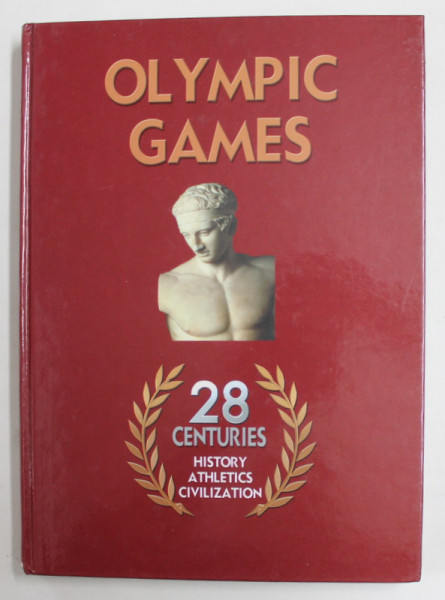 OLYMPIC
GAMES
28
CENTURIES
HISTORY
ATHLETICS
CIVILIZATION